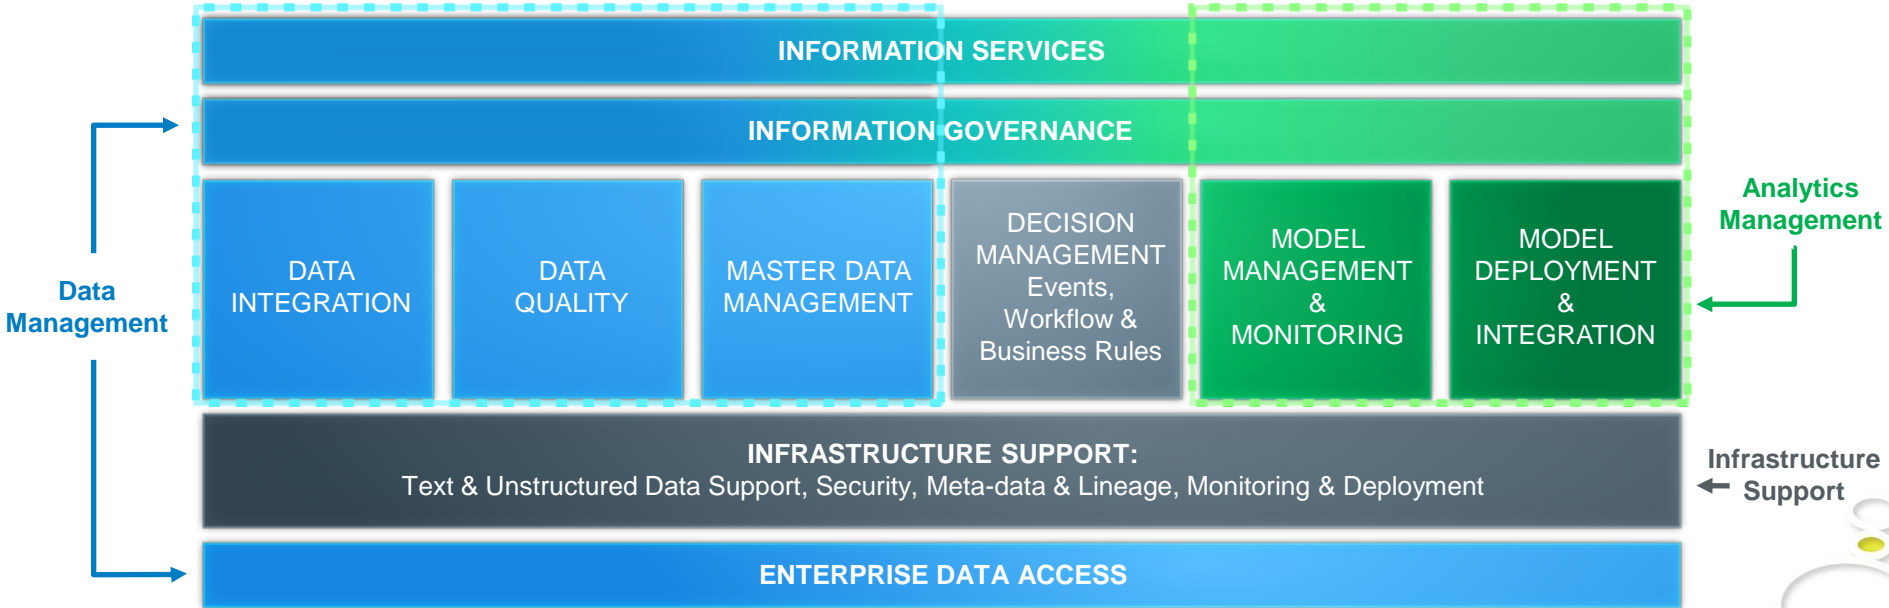 INFORMATION SERVICES
INFORMATION GOVERNANCE
Data
Management
DATA
INTEGRATION
DATA
QUALITY
MASTER DATA
MANAGEMENT
DECISION
MANAGEMENT
Events,
Workflow &
Business Rules
MODEL
MANAGEMENT
&
MONITORING
MODEL
DEPLOYMENT
&
INTEGRATION
Analytics
Management
INFRASTRUCTURE SUPPORT:
Text & Unstructured Data Support, Security, Meta-data & Lineage, Monitoring & Deployment
Infrastructure
Support
ENTERPRISE DATA ACCESS